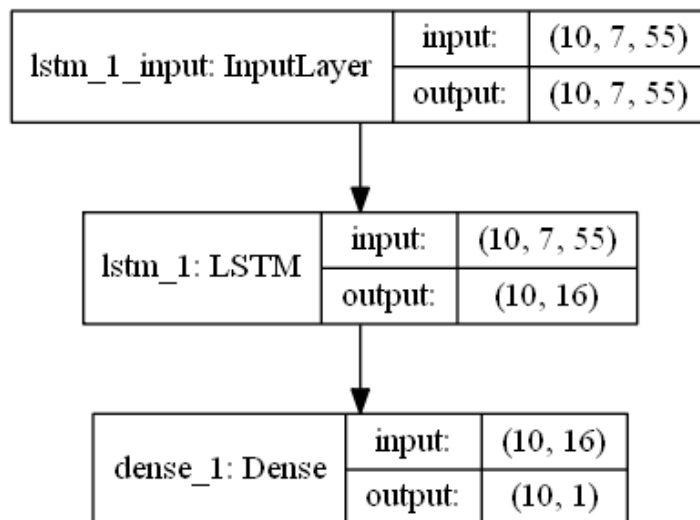 lstm_1_input: InputLayer
input: (10, 7, 55)
output: (10, 7, 55)
lstm_1: LSTM
input: (10, 7, 55)
output: (10, 16)
dense_1: Dense
input: (10, 16)
output: (10, 1)